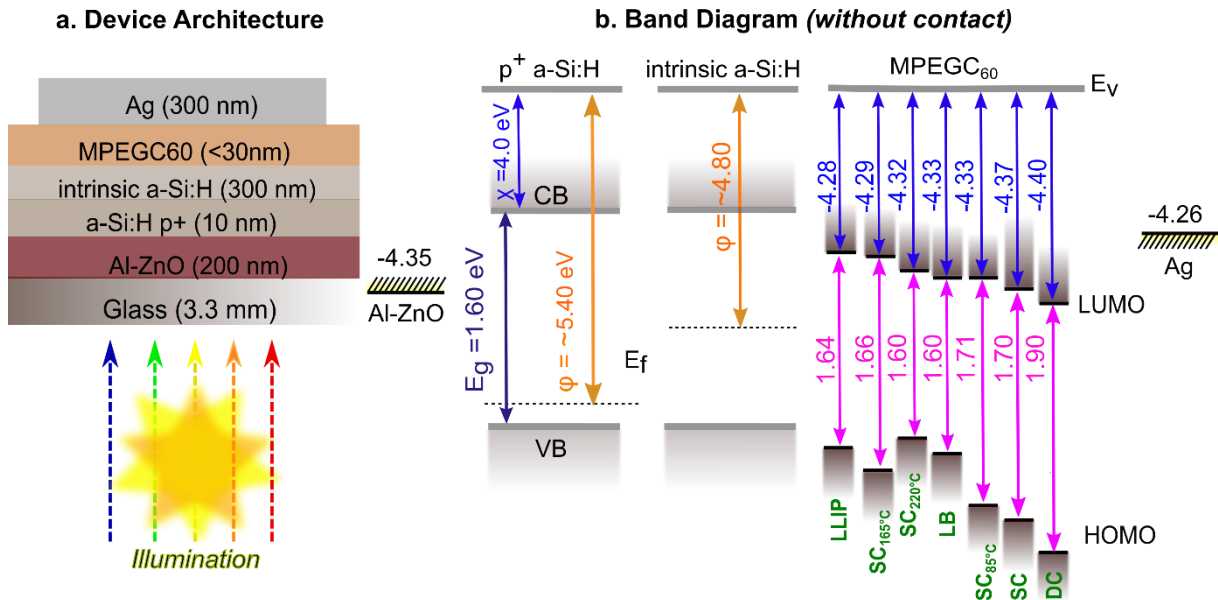 a. Device Architecture
Ag (300 nm)
MPEGC60 (<30nm)
intrinsic a-Si:H (300 nm)
a-Si:H p+ (10 nm)
Al-ZnO (200 nm)
Glass (3.3 mm)
Illumination
-4.35
Al-ZnO
b. Band Diagram (without contact)
p⁺ a-Si:H
intrinsic a-Si:H
MPEGC₆₀
Eᵥ
χ =4.0 eV
CB
Eg =1.60 eV
φ = ~5.40 eV
E_f
VB
φ = ~4.80
-4.28
-4.29
-4.32
-4.33
-4.33
-4.37
-4.40
-4.26
Ag
LUMO
1.64
1.66
1.60
1.60
1.71
1.70
1.90
HOMO
LLIP
SC165°C
SC220°C
LB
SC85°C
SC
DC